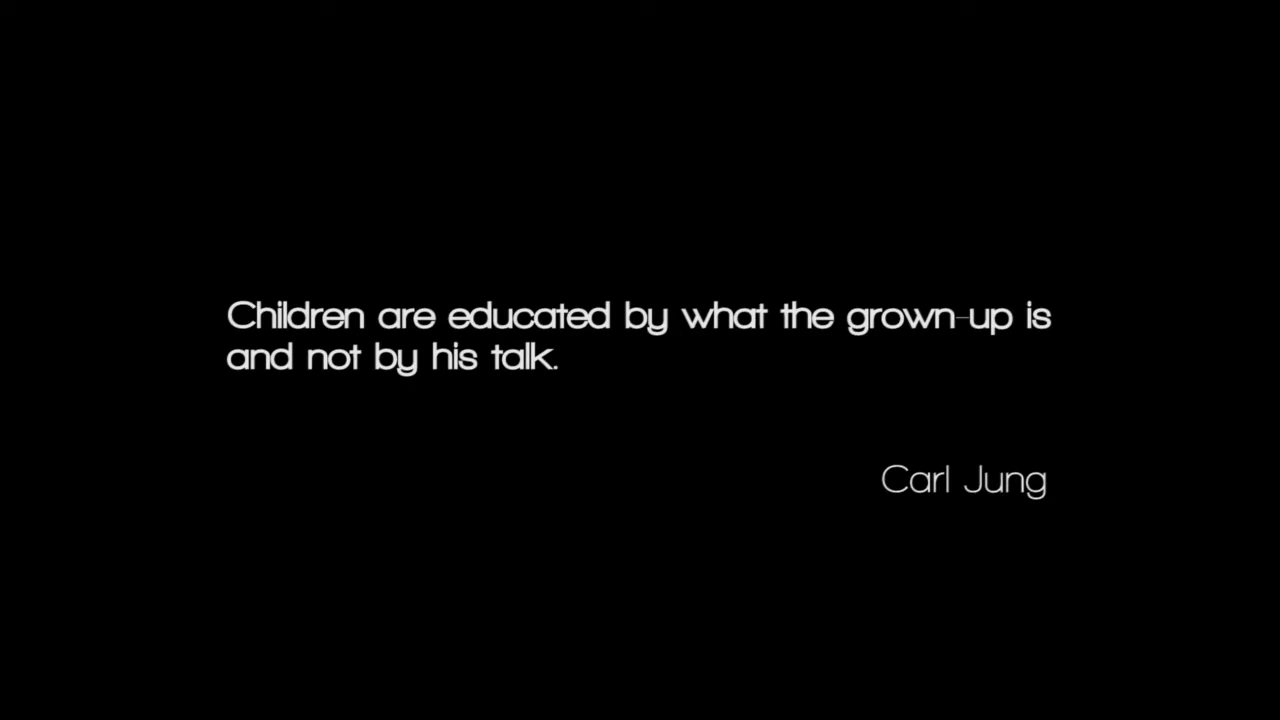 Children are educated by what the grown-up is
and not by his talk.
Carl Jung